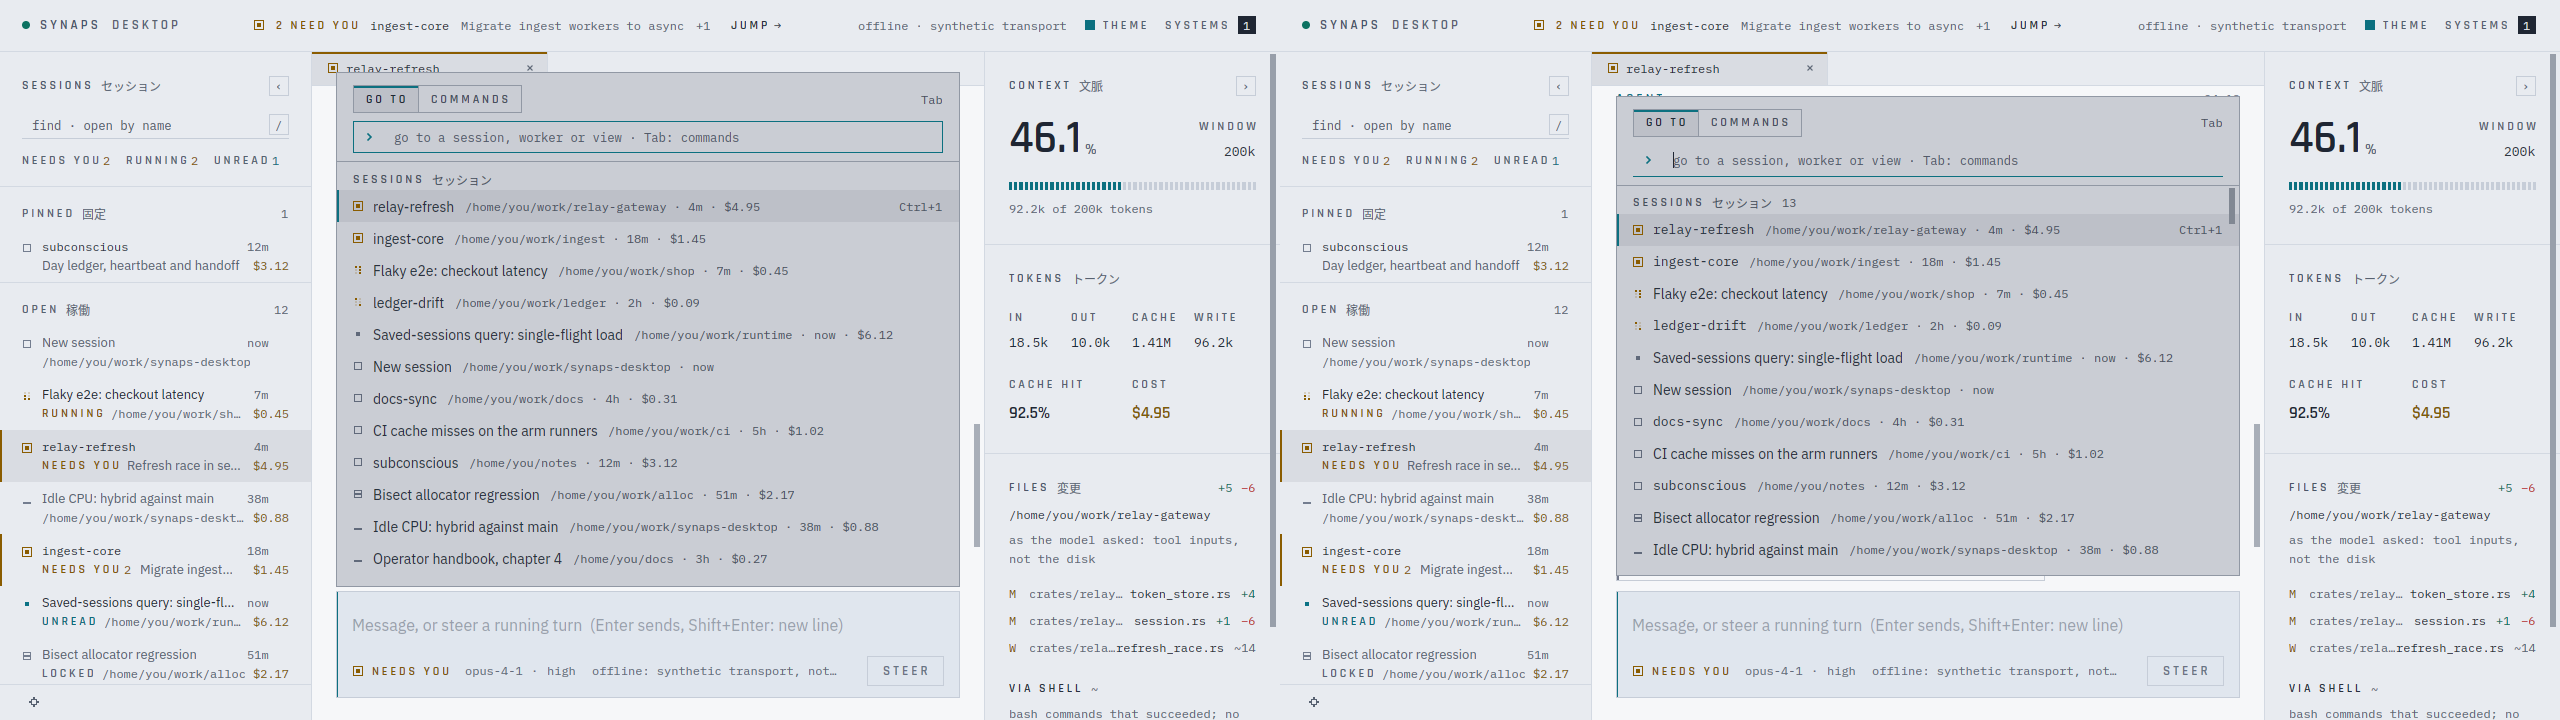 SYNAPS DESKTOP
2 NEED YOU ingest-core Migrate ingest workers to async +1 JUMP →
offline · synthetic transport THEME SYSTEMS 1
SESSIONS セッション ‹
find · open by name /
NEEDS YOU 2 RUNNING 2 UNREAD 1
PINNED 固定 1
subconscious 12m
Day ledger, heartbeat and handoff $3.12
OPEN 稼働 12
New session now
/home/you/work/synaps-desktop
Flaky e2e: checkout latency 7m
RUNNING /home/you/work/sh… $0.45
relay-refresh 4m
NEEDS YOU Refresh race in se… $4.95
Idle CPU: hybrid against main 38m
/home/you/work/synaps-deskt… $0.88
ingest-core 18m
NEEDS YOU 2 Migrate ingest… $1.45
Saved-sessions query: single-fl… now
UNREAD /home/you/work/run… $6.12
Bisect allocator regression 51m
LOCKED /home/you/work/alloc $2.17
relay-refresh ×
GO TO COMMANDS Tab
› go to a session, worker or view · Tab: commands
SESSIONS セッション
relay-refresh /home/you/work/relay-gateway · 4m · $4.95 Ctrl+1
ingest-core /home/you/work/ingest · 18m · $1.45
Flaky e2e: checkout latency /home/you/work/shop · 7m · $0.45
ledger-drift /home/you/work/ledger · 2h · $0.09
Saved-sessions query: single-flight load /home/you/work/runtime · now · $6.12
New session /home/you/work/synaps-desktop · now
docs-sync /home/you/work/docs · 4h · $0.31
CI cache misses on the arm runners /home/you/work/ci · 5h · $1.02
subconscious /home/you/notes · 12m · $3.12
Bisect allocator regression /home/you/work/alloc · 51m · $2.17
Idle CPU: hybrid against main /home/you/work/synaps-desktop · 38m · $0.88
Operator handbook, chapter 4 /home/you/docs · 3h · $0.27
Message, or steer a running turn (Enter sends, Shift+Enter: new line)
NEEDS YOU opus-4-1 · high offline: synthetic transport, not… STEER
CONTEXT 文脈 ›
46.1 % WINDOW
200k
92.2k of 200k tokens
TOKENS トークン
IN OUT CACHE WRITE
18.5k 10.0k 1.41M 96.2k
CACHE HIT COST
92.5% $4.95
FILES 変更 +5 −6
/home/you/work/relay-gateway
as the model asked: tool inputs,
not the disk
M crates/relay… token_store.rs +4
M crates/relay… session.rs +1 −6
W crates/rela…refresh_race.rs ~14
VIA SHELL ~
bash commands that succeeded; no
SYNAPS DESKTOP
2 NEED YOU ingest-core Migrate ingest workers to async +1 JUMP →
offline · synthetic transport THEME SYSTEMS 1
SESSIONS セッション ‹
find · open by name /
NEEDS YOU 2 RUNNING 2 UNREAD 1
PINNED 固定 1
subconscious 12m
Day ledger, heartbeat and handoff $3.12
OPEN 稼働 12
New session now
/home/you/work/synaps-desktop
Flaky e2e: checkout latency 7m
RUNNING /home/you/work/sh… $0.45
relay-refresh 4m
NEEDS YOU Refresh race in se… $4.95
Idle CPU: hybrid against main 38m
/home/you/work/synaps-deskt… $0.88
ingest-core 18m
NEEDS YOU 2 Migrate ingest… $1.45
Saved-sessions query: single-fl… now
UNREAD /home/you/work/run… $6.12
Bisect allocator regression 51m
LOCKED /home/you/work/alloc $2.17
relay-refresh ×
GO TO COMMANDS Tab
› go to a session, worker or view · Tab: commands
SESSIONS セッション 13
relay-refresh /home/you/work/relay-gateway · 4m · $4.95 Ctrl+1
ingest-core /home/you/work/ingest · 18m · $1.45
Flaky e2e: checkout latency /home/you/work/shop · 7m · $0.45
ledger-drift /home/you/work/ledger · 2h · $0.09
Saved-sessions query: single-flight load /home/you/work/runtime · now · $6.12
New session /home/you/work/synaps-desktop · now
docs-sync /home/you/work/docs · 4h · $0.31
CI cache misses on the arm runners /home/you/work/ci · 5h · $1.02
subconscious /home/you/notes · 12m · $3.12
Bisect allocator regression /home/you/work/alloc · 51m · $2.17
Idle CPU: hybrid against main /home/you/work/synaps-desktop · 38m · $0.88
Message, or steer a running turn (Enter sends, Shift+Enter: new line)
NEEDS YOU opus-4-1 · high offline: synthetic transport, not… STEER
CONTEXT 文脈 ›
46.1 % WINDOW
200k
92.2k of 200k tokens
TOKENS トークン
IN OUT CACHE WRITE
18.5k 10.0k 1.41M 96.2k
CACHE HIT COST
92.5% $4.95
FILES 変更 +5 −6
/home/you/work/relay-gateway
as the model asked: tool inputs,
not the disk
M crates/relay… token_store.rs +4
M crates/relay… session.rs +1 −6
W crates/rela…refresh_race.rs ~14
VIA SHELL ~
bash commands that succeeded; no